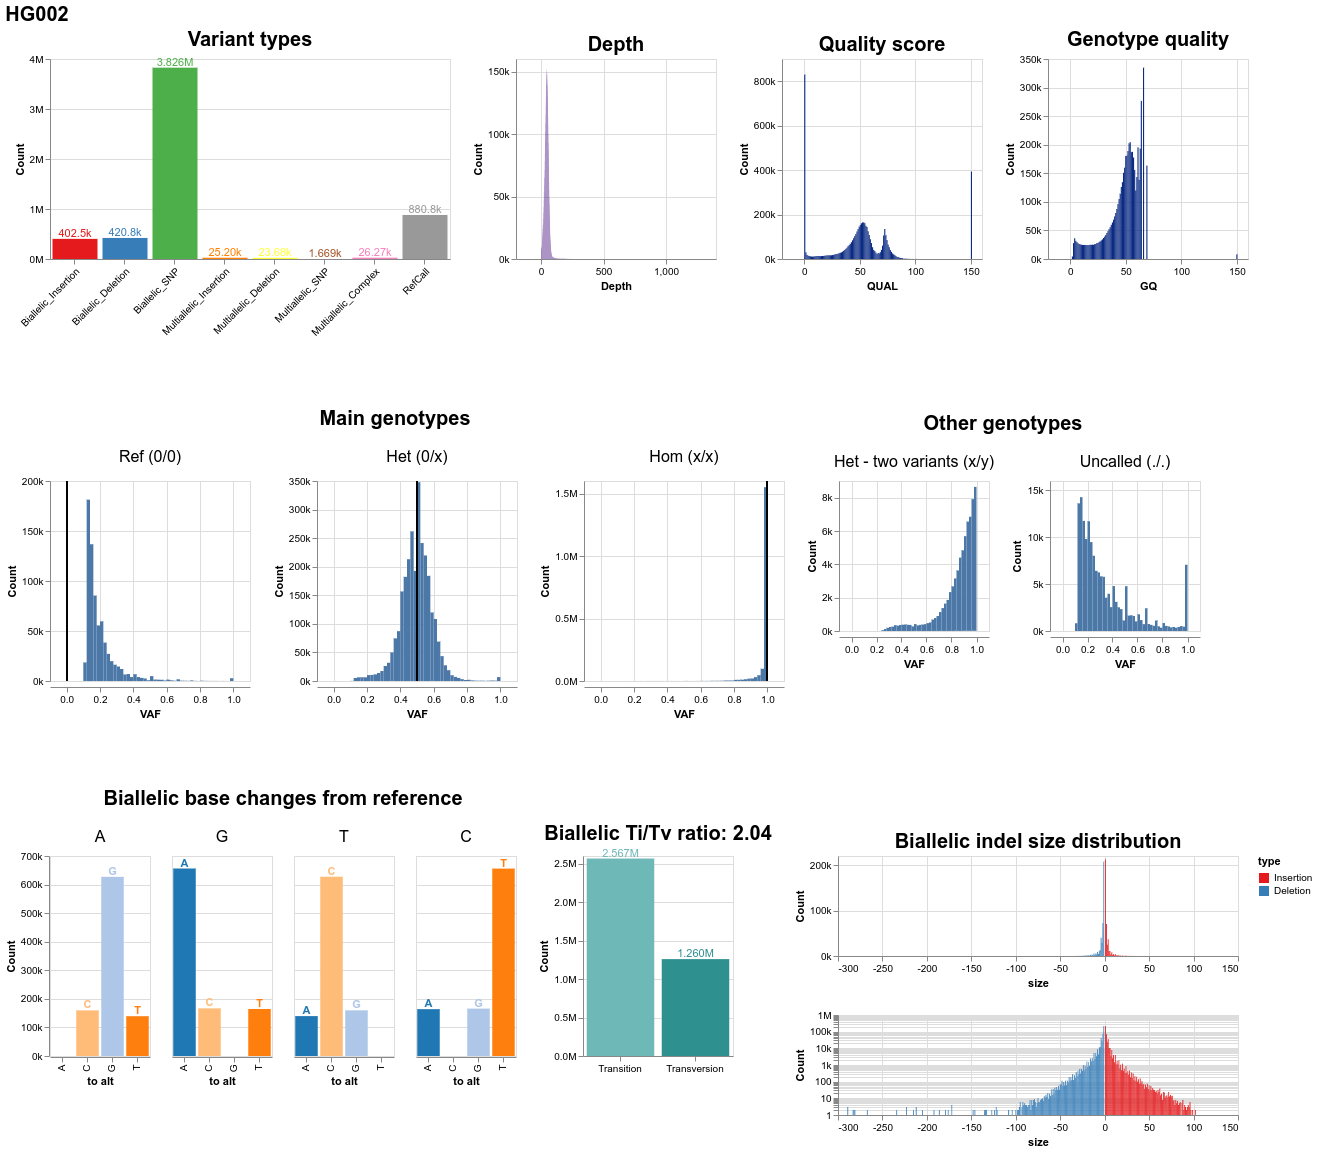 HG002
Variant types
Depth
Quality score
Genotype quality
4M
3M
2M
1M
0M
Count
402.5k
420.8k
3.826M
25.20k
1.669k
26.27k
880.8k
Biallelic_Insertion
Biallelic_Deletion
Biallelic_SNP
Multiallelic_Insertion
Multiallelic_Deletion
Multiallelic_SNP
Multiallelic_Complex
RefCall
150k
100k
50k
0k
Count
0 500 1,000
Depth
800k
600k
400k
200k
0k
Count
0 50 100 150
QUAL
350k
300k
250k
200k
150k
100k
50k
0k
Count
0 50 100 150
GQ
Main genotypes
Other genotypes
Ref (0/0)
200k
150k
100k
50k
0k
Count
0.0 0.2 0.4 0.6 0.8 1.0
VAF
Het (0/x)
350k
300k
250k
200k
150k
100k
50k
0k
Count
0.0 0.2 0.4 0.6 0.8 1.0
VAF
Hom (x/x)
1.5M
1.0M
0.5M
0.0M
Count
0.0 0.2 0.4 0.6 0.8 1.0
VAF
Het - two variants (x/y)
8k
6k
4k
2k
0k
Count
0.0 0.2 0.4 0.6 0.8 1.0
VAF
Uncalled (./.)
15k
10k
5k
0k
Count
0.0 0.2 0.4 0.6 0.8 1.0
VAF
Biallelic base changes from reference
A
G
T
C
700k
600k
500k
400k
300k
200k
100k
0k
Count
C
G
T
A C G T
to alt
A
C
T
A C G T
to alt
A
C
G
A C G T
to alt
A
G
T
A C G T
to alt
Biallelic Ti/Tv ratio: 2.04
2.5M
2.0M
1.5M
1.0M
0.5M
0.0M
Count
2.567M
1.260M
Transition Transversion
Biallelic indel size distribution
200k
100k
0k
Count
-300 -250 -200 -150 -100 -50 0 50 100 150
size
type
Insertion
Deletion
1M
100k
10k
1k
100
10
1
Count
-300 -250 -200 -150 -100 -50 0 50 100 150
size